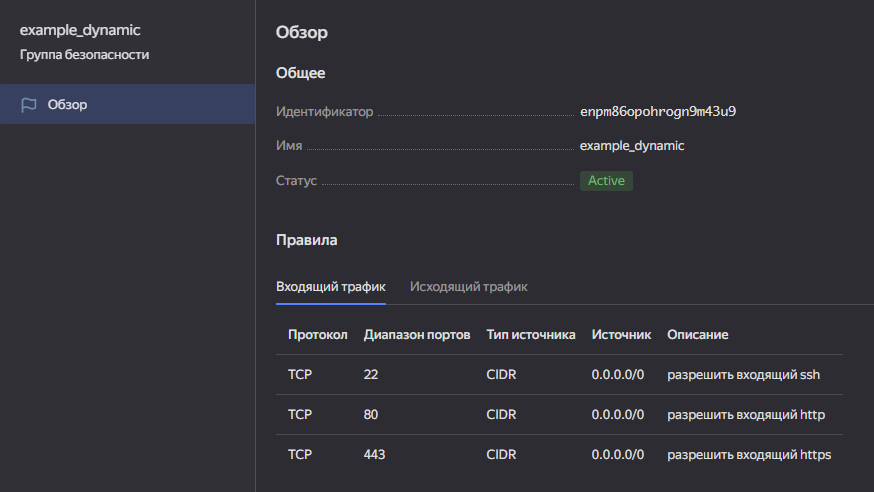 example_dynamic
Группа безопасности
Обзор
Обзор
Общее
Идентификатор enpm86opohrogn9m43u9
Имя example_dynamic
Статус Active
Правила
Входящий трафик Исходящий трафик
Протокол Диапазон портов Тип источника Источник Описание
TCP 22 CIDR 0.0.0.0/0 разрешить входящий ssh
TCP 80 CIDR 0.0.0.0/0 разрешить входящий http
TCP 443 CIDR 0.0.0.0/0 разрешить входящий https